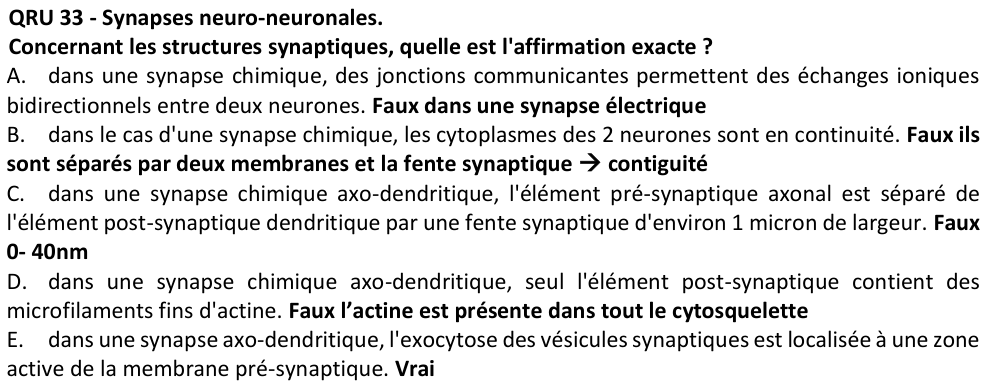 QRU 33 - Synapses neuro-neuronales.
Concernant les structures synaptiques, quelle est l'affirmation exacte ?
A. dans une synapse chimique, des jonctions communicantes permettent des échanges ioniques
bidirectionnels entre deux neurones. Faux dans une synapse électrique
B. dans le cas d'une synapse chimique, les cytoplasmes des 2 neurones sont en continuité. Faux ils
sont séparés par deux membranes et la fente synaptique → contiguité
C. dans une synapse chimique axo-dendritique, l'élément pré-synaptique axonal est séparé de
l'élément post-synaptique dendritique par une fente synaptique d'environ 1 micron de largeur. Faux
0- 40nm
D. dans une synapse chimique axo-dendritique, seul l'élément post-synaptique contient des
microfilaments fins d'actine. Faux l’actine est présente dans tout le cytosquelette
E. dans une synapse axo-dendritique, l'exocytose des vésicules synaptiques est localisée à une zone
active de la membrane pré-synaptique. Vrai